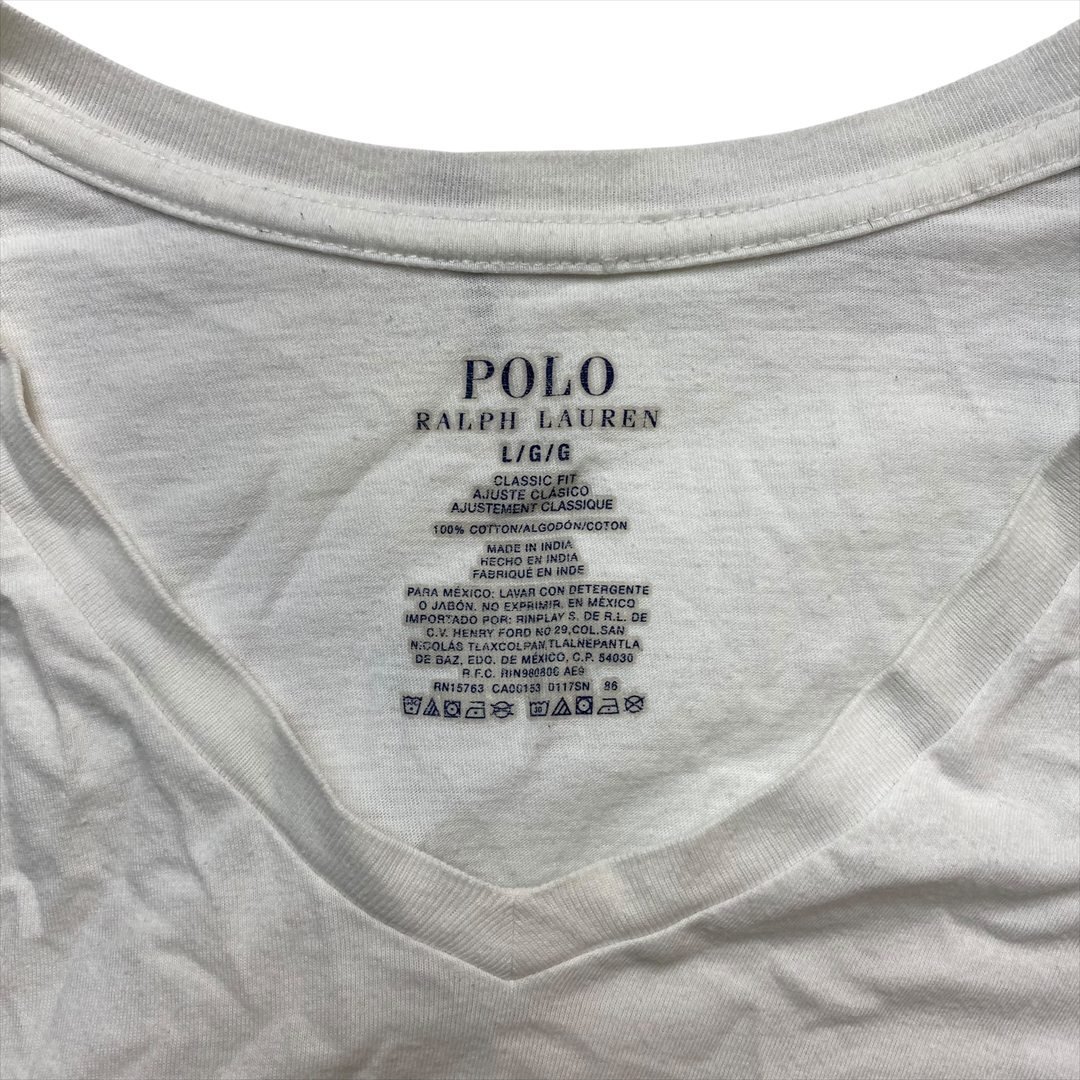 POLO
RALPH LAUREN
L/G/G
CLASSIC FIT
AJUSTE CLÁSICO
AJUSTEMENT CLASSIQUE
100% COTTON/ALGODÓN/COTON
MADE IN INDIA
HECHO EN INDIA
FABRIQUÉ EN INDE
PARA MÉXICO: LAVAR CON DETERGENTE
O JABÓN. NO EXPRIMIR. EN MÉXICO
IMPORTADO POR: RINPLAY S. DE R.L. DE
C.V. HENRY FORD NO 29,COL.SAN
NICOLÁS TLAXCOLPAN,TLALNEPANTLA
DE BAZ, EDO. DE MÉXICO, C.P. 54030
R.F.C. RIN980806 AE9
RN15763 CA00153 0117SN 86
30